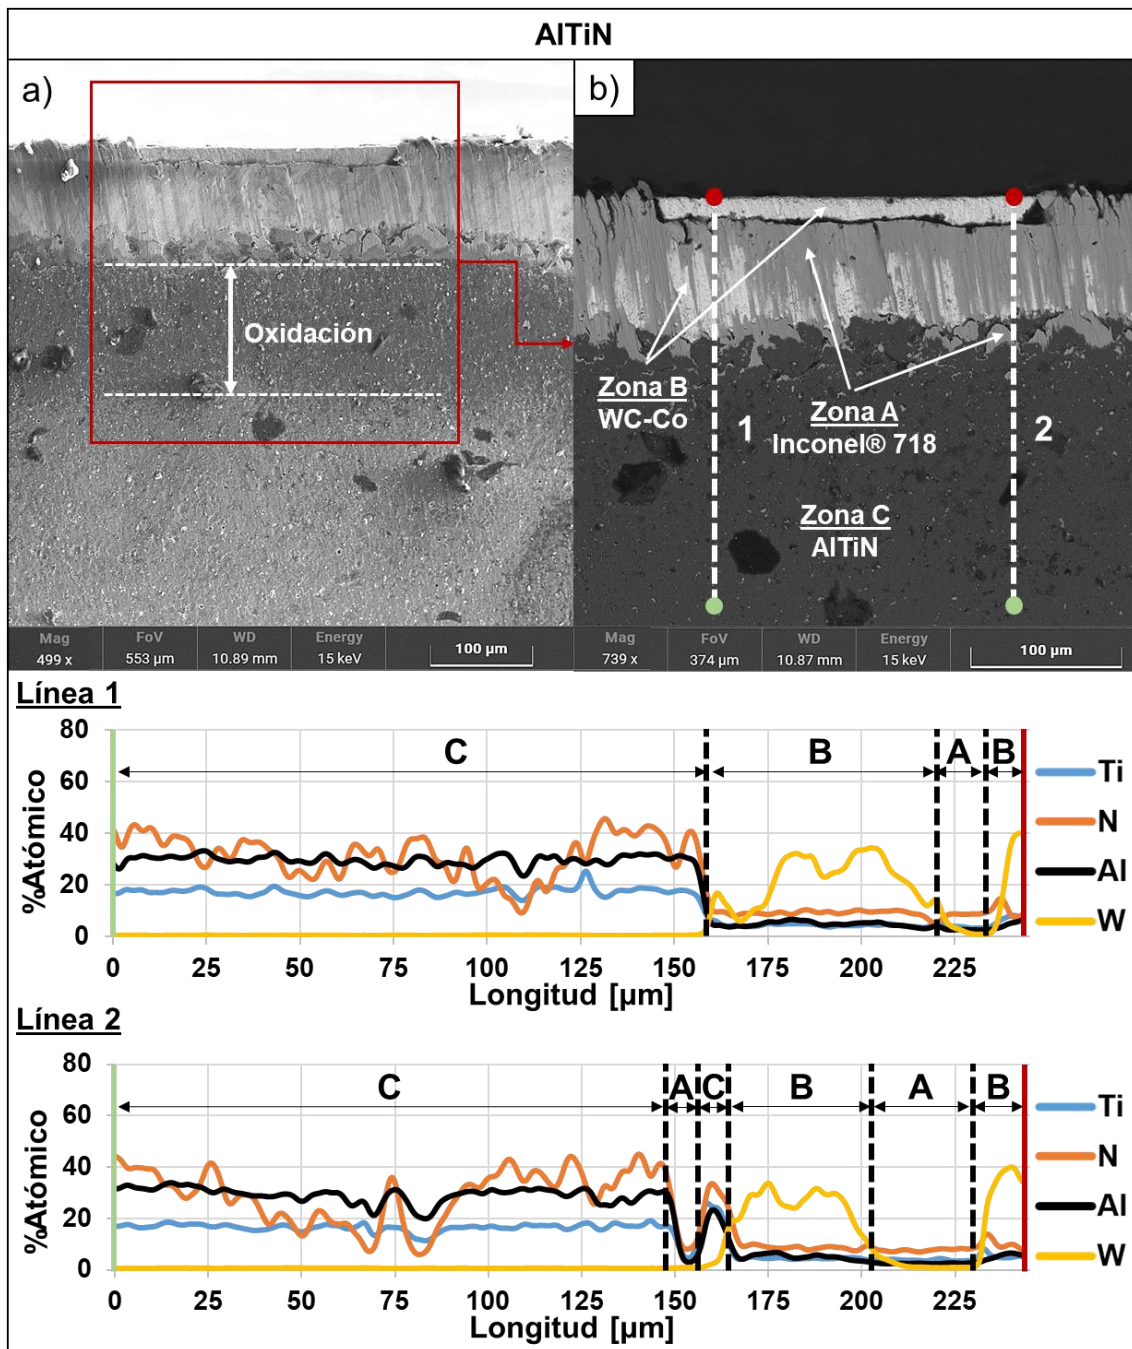 AlTiN
a)
Oxidación
b)
Zona B
WC-Co
1
Zona A
Inconel® 718
2
Zona C
AlTiN
Mag FoV WD Energy
499 x 553 µm 10.89 mm 15 keV 100 µm
Mag FoV WD Energy
739 x 374 µm 10.87 mm 15 keV 100 µm
Línea 1
80
60
40
20
0
%Atómico
C B A B
0 25 50 75 100 125 150 175 200 225
Longitud [µm]
Ti
N
Al
W
Línea 2
80
60
40
20
0
%Atómico
C A C B A B
0 25 50 75 100 125 150 175 200 225
Longitud [µm]
Ti
N
Al
W